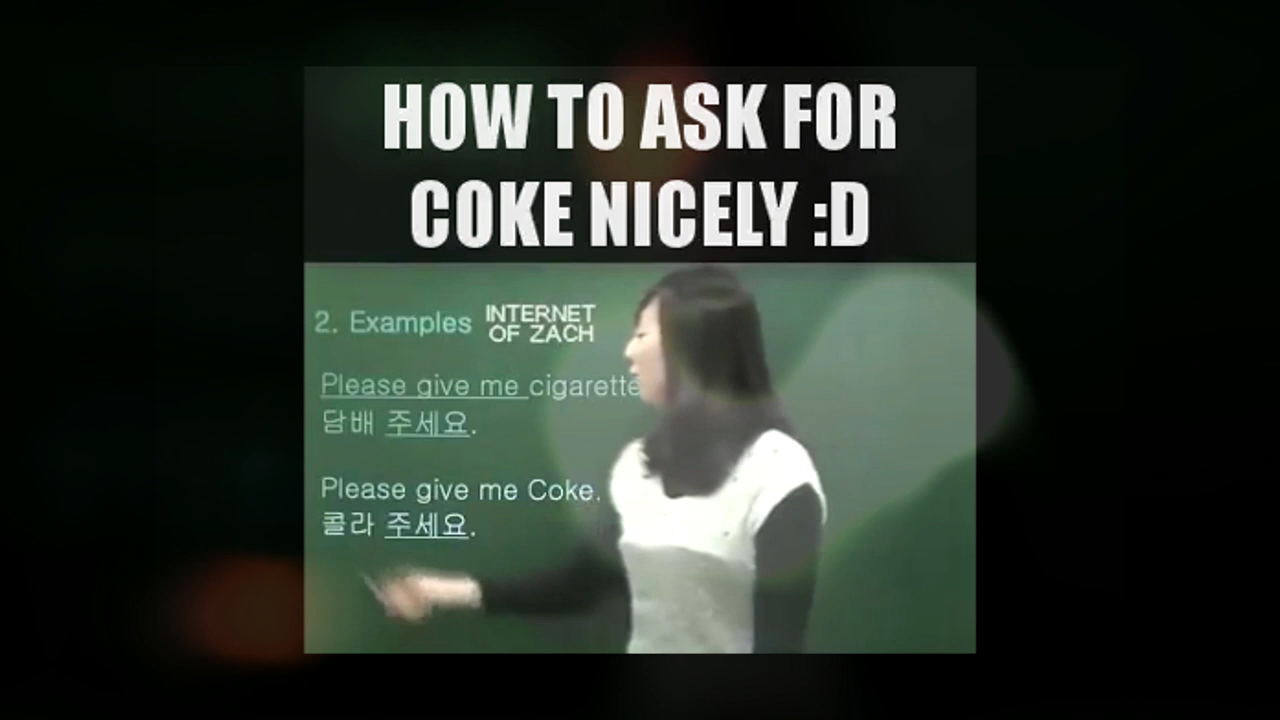 HOW TO ASK FOR
COKE NICELY :D
2. Examples
INTERNET
OF ZACH
Please give me cigarette
담배 주세요.
Please give me Coke.
콜라 주세요.